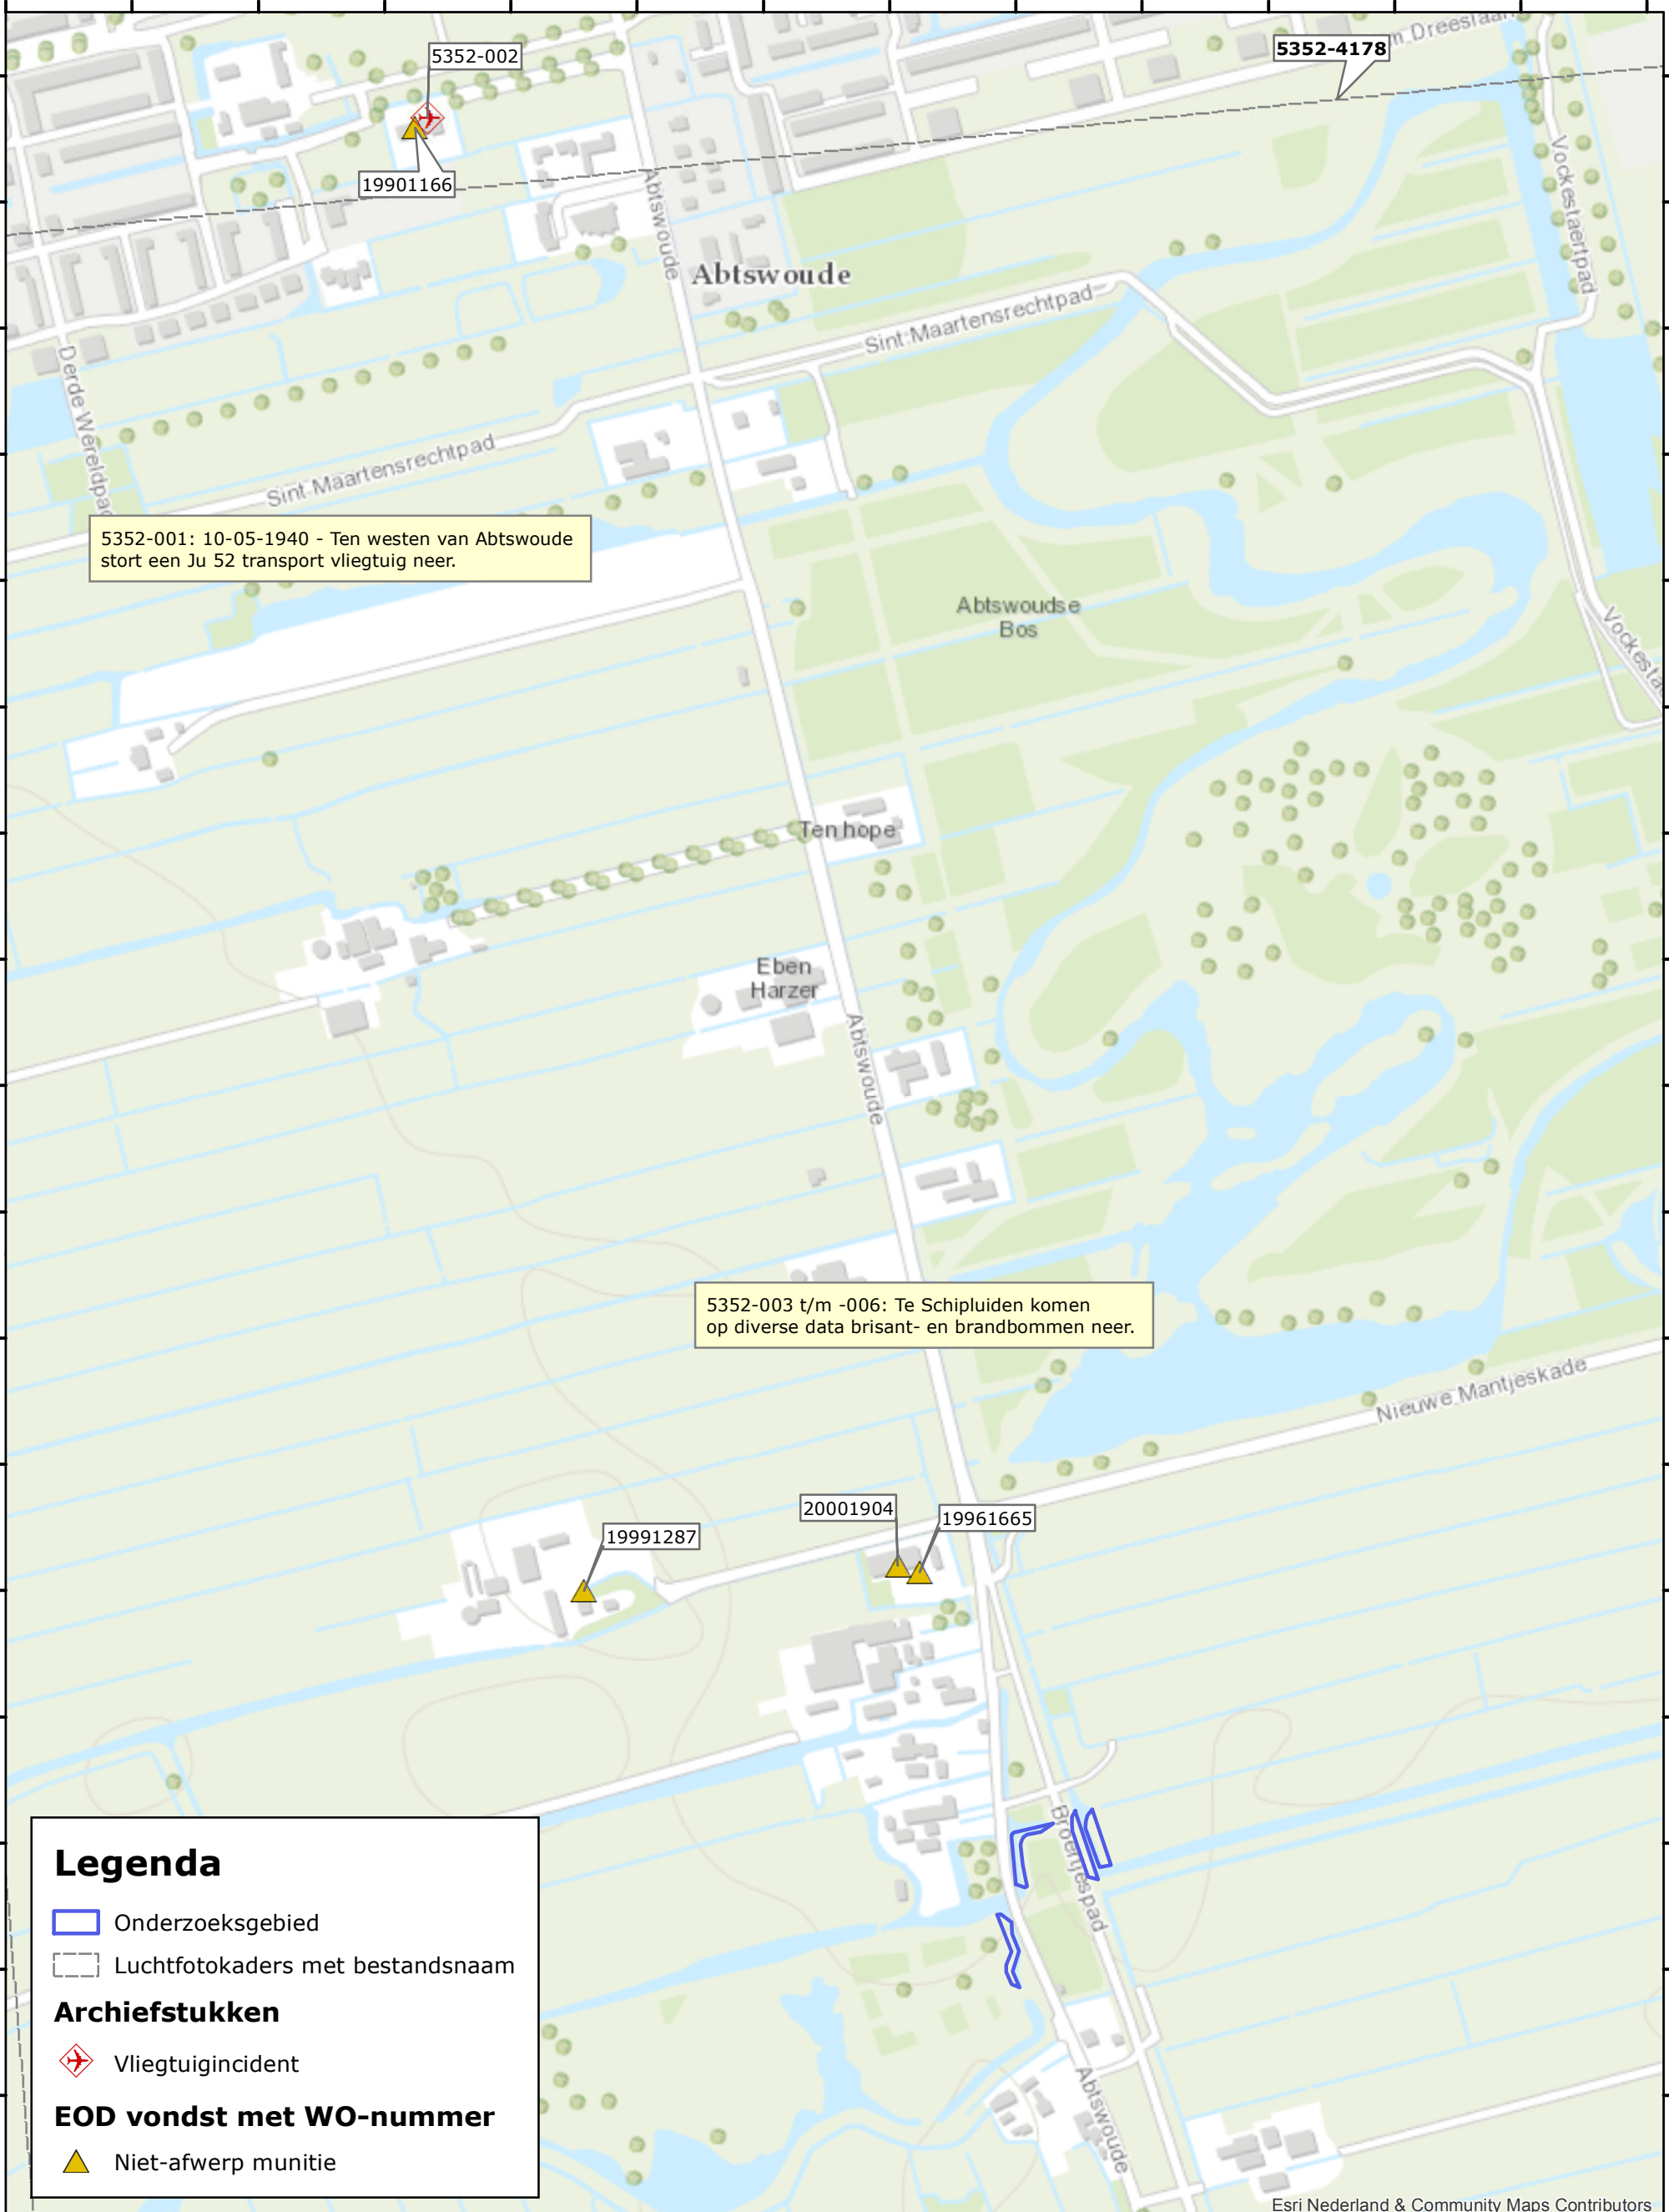 m Dreeslaan
5352-4178
5352-002
19901166
Abtswoude
Vockestaertpad
Abtswoude
Sint Maartensrechtpad
Derde Wereldpad
Sint Maartensrechtpad
5352-001: 10-05-1940 - Ten westen van Abtswoude
stort een Ju 52 transport vliegtuig neer.
Abtswoudse
Bos
Vockesta
Ten hope
Eben
Harzer
Abtswoude
5352-003 t/m -006: Te Schipluiden komen
op diverse data brisant- en brandbommen neer.
Nieuwe Mantjeskade
20001904
19961665
19991287
Broertjespad
Abtswoude
Legenda
Onderzoeksgebied
Luchtfotokaders met bestandsnaam
Archiefstukken
Vliegtuigincident
EOD vondst met WO-nummer
Niet-afwerp munitie
Esri Nederland & Community Maps Contributors